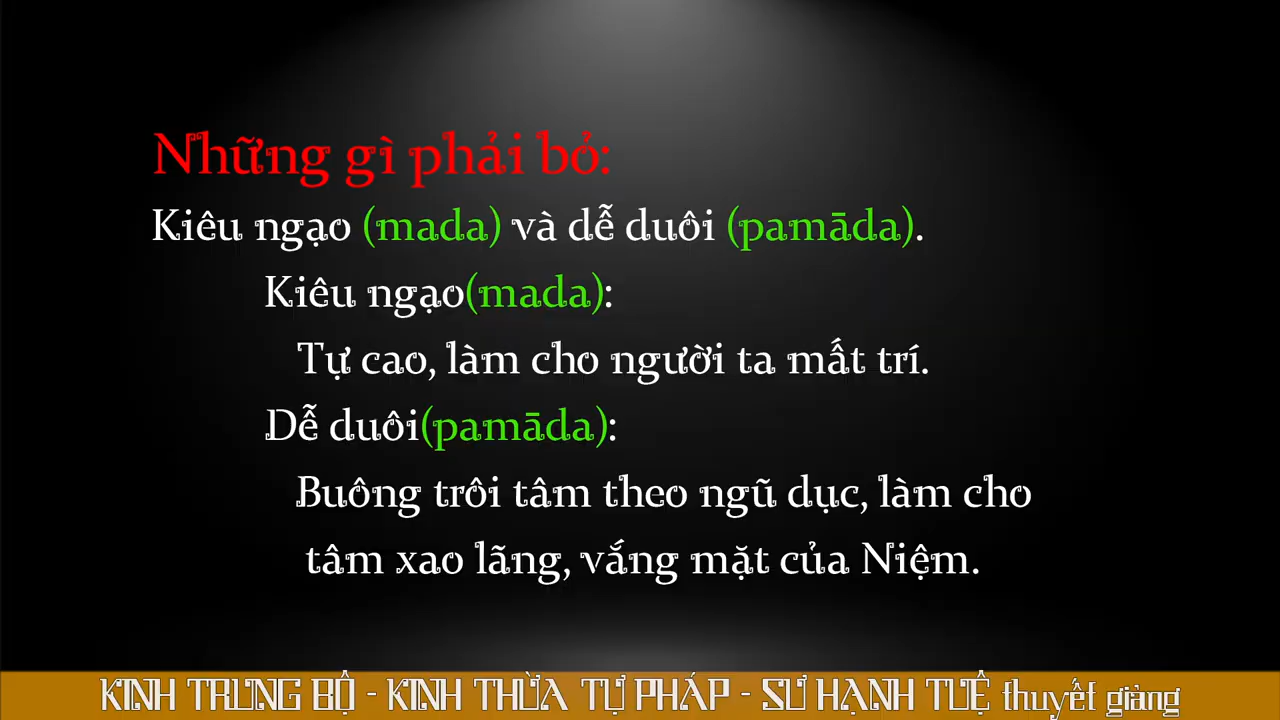 Những gì phải bỏ:
Kiêu ngạo (mada) và dễ duôi (pamāda).
Kiêu ngạo(mada):
Tự cao, làm cho người ta mất trí.
Dễ duôi(pamāda):
Buông trôi tâm theo ngũ dục, làm cho
tâm xao lãng, vắng mặt của Niệm.
KINH TRUNG BỘ - KINH THỪA TỰ PHÁP - SƯ HẠNH TUỆ thuyết giàng